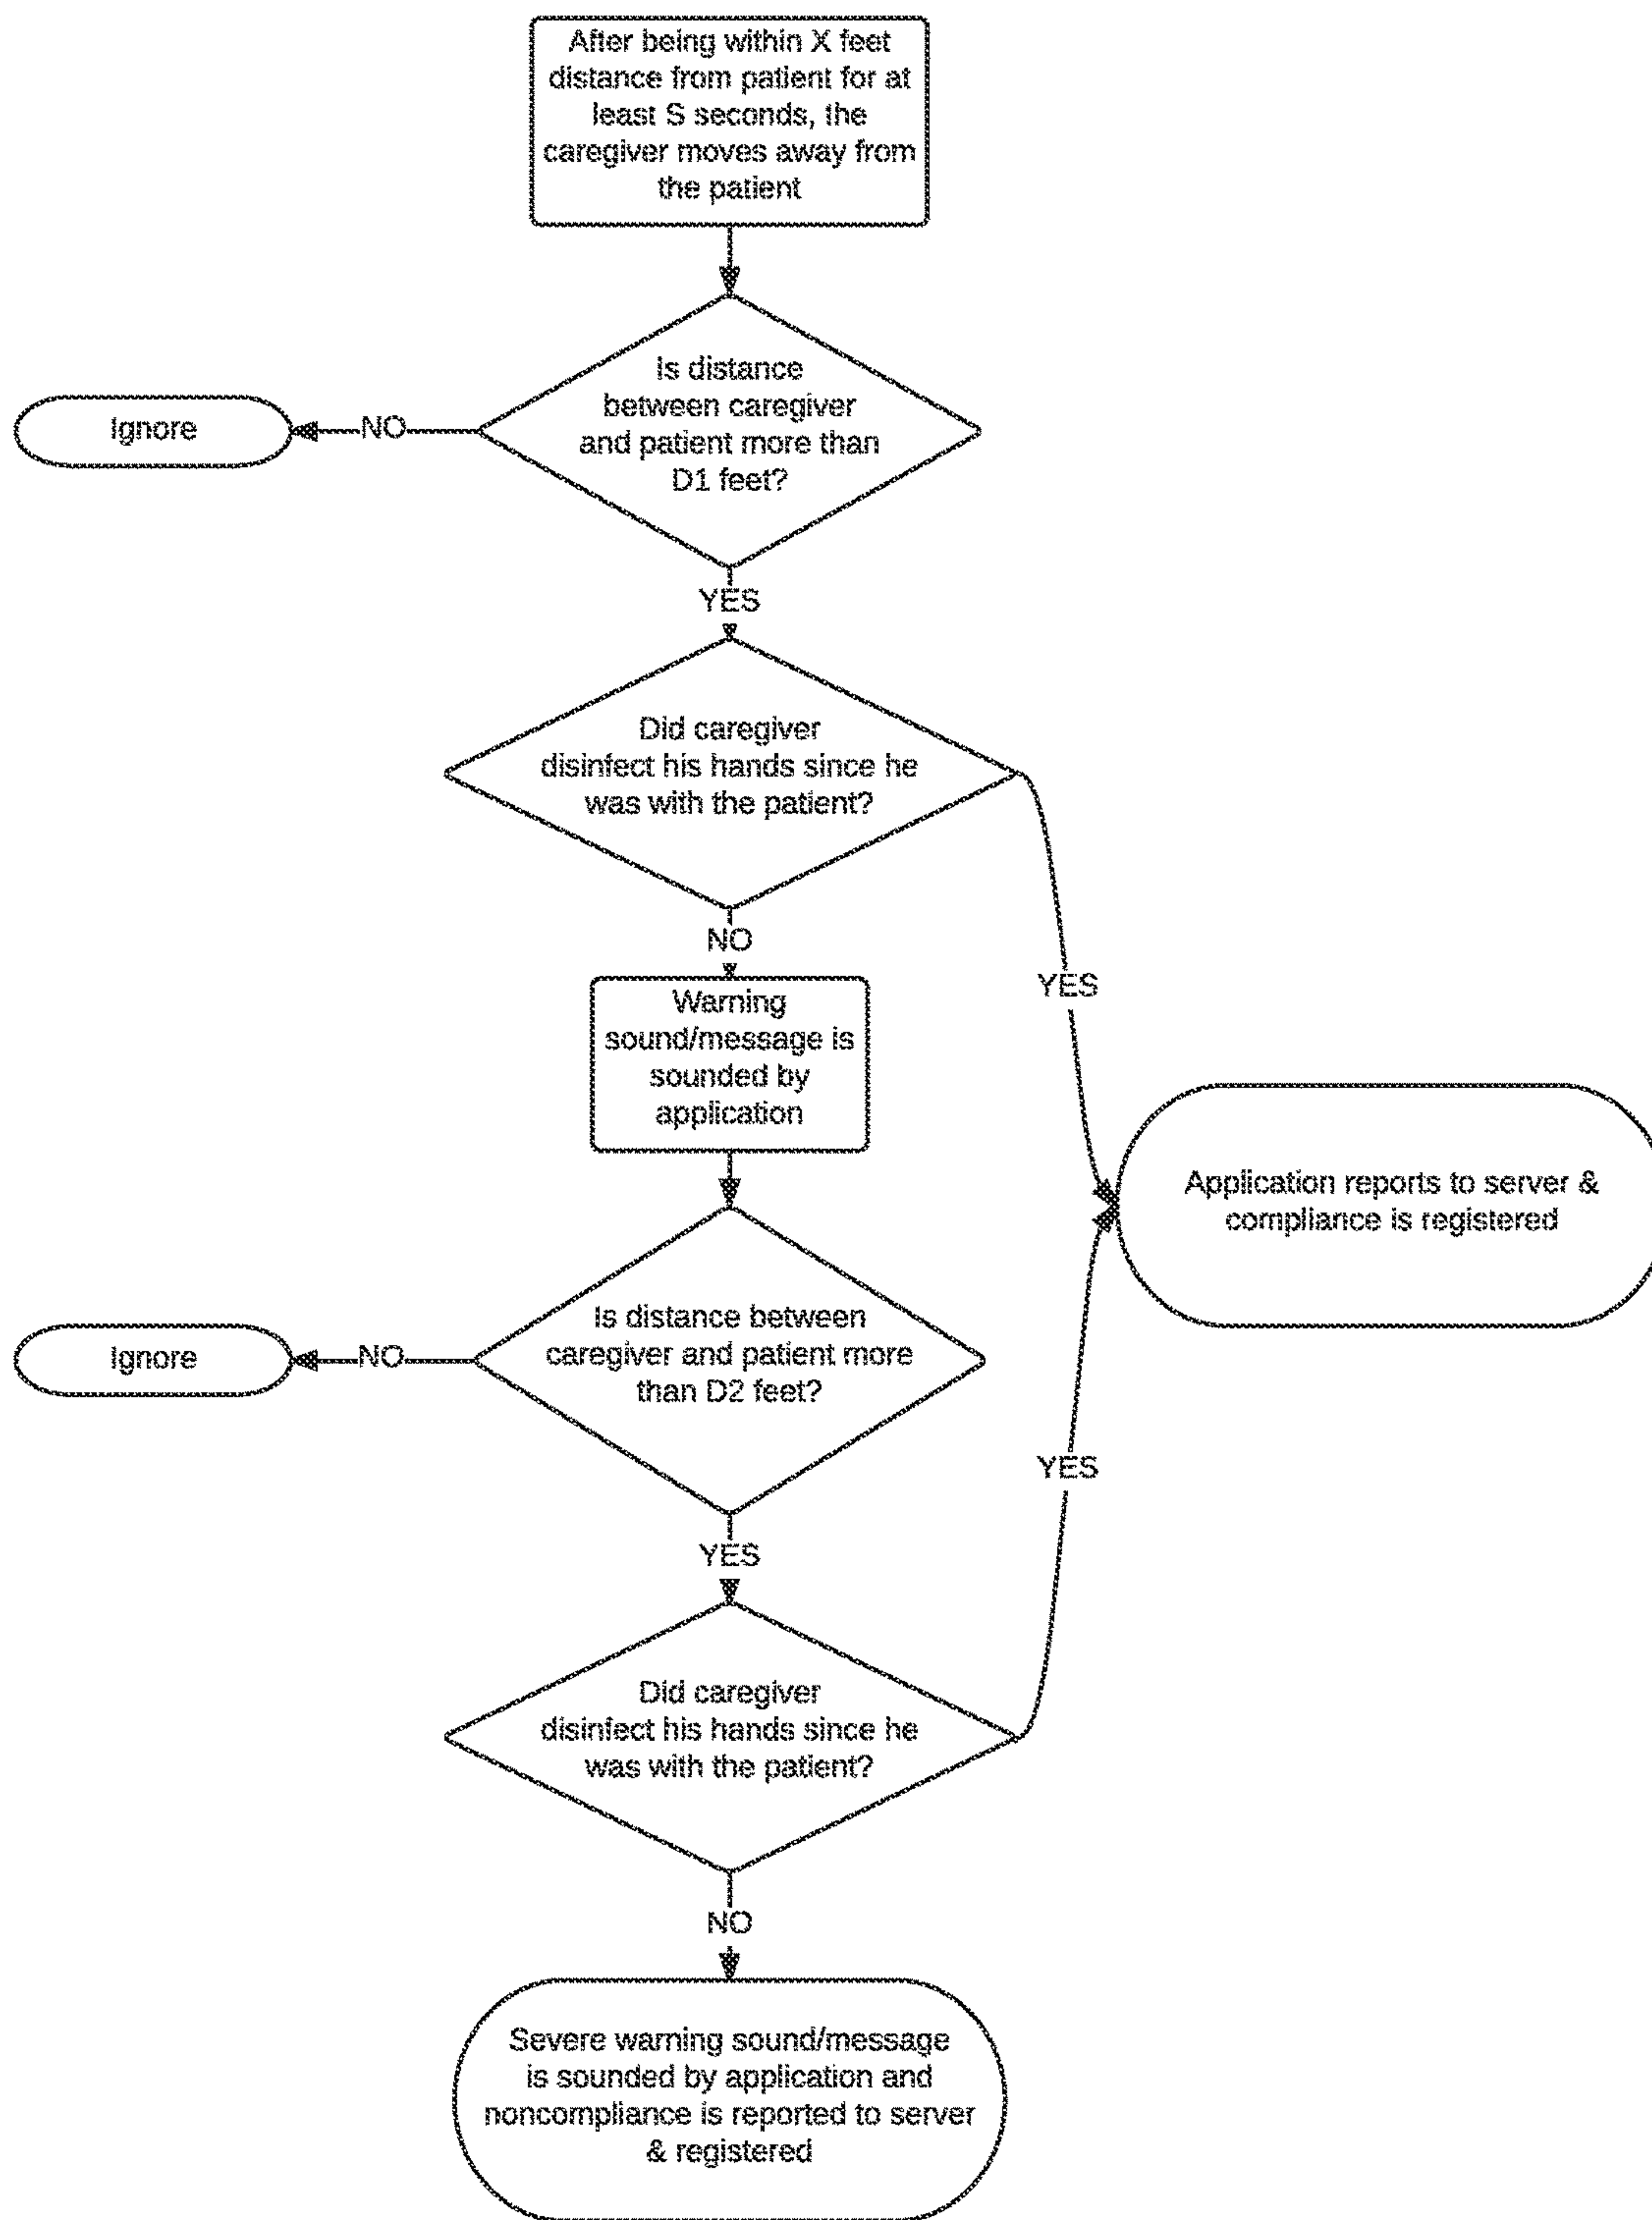 After being within X feet
distance from patient for at
least S seconds, the
caregiver moves away from
the patient
Is distance
between caregiver
and patient more than
D1 feet?
NO
Ignore
YES
Did caregiver
disinfect his hands since he
was with the patient?
NO
YES
Warning
sound/message is
sounded by
application
Application reports to server &
compliance is registered
Is distance between
caregiver and patient more
than D2 feet?
NO
Ignore
YES
YES
Did caregiver
disinfect his hands since he
was with the patient?
NO
Severe warning sound/message
is sounded by application and
noncompliance is reported to server
& registered